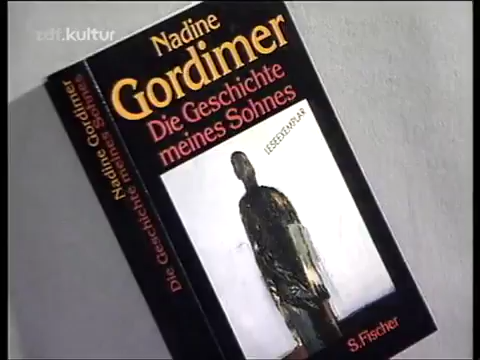 zdf.kultur
Nadine
Gordimer
Die Geschichte
meines Sohnes
LESEEXEMPLAR
S. Fischer
Nadine Gordimer
Die Geschichte meines Sohnes